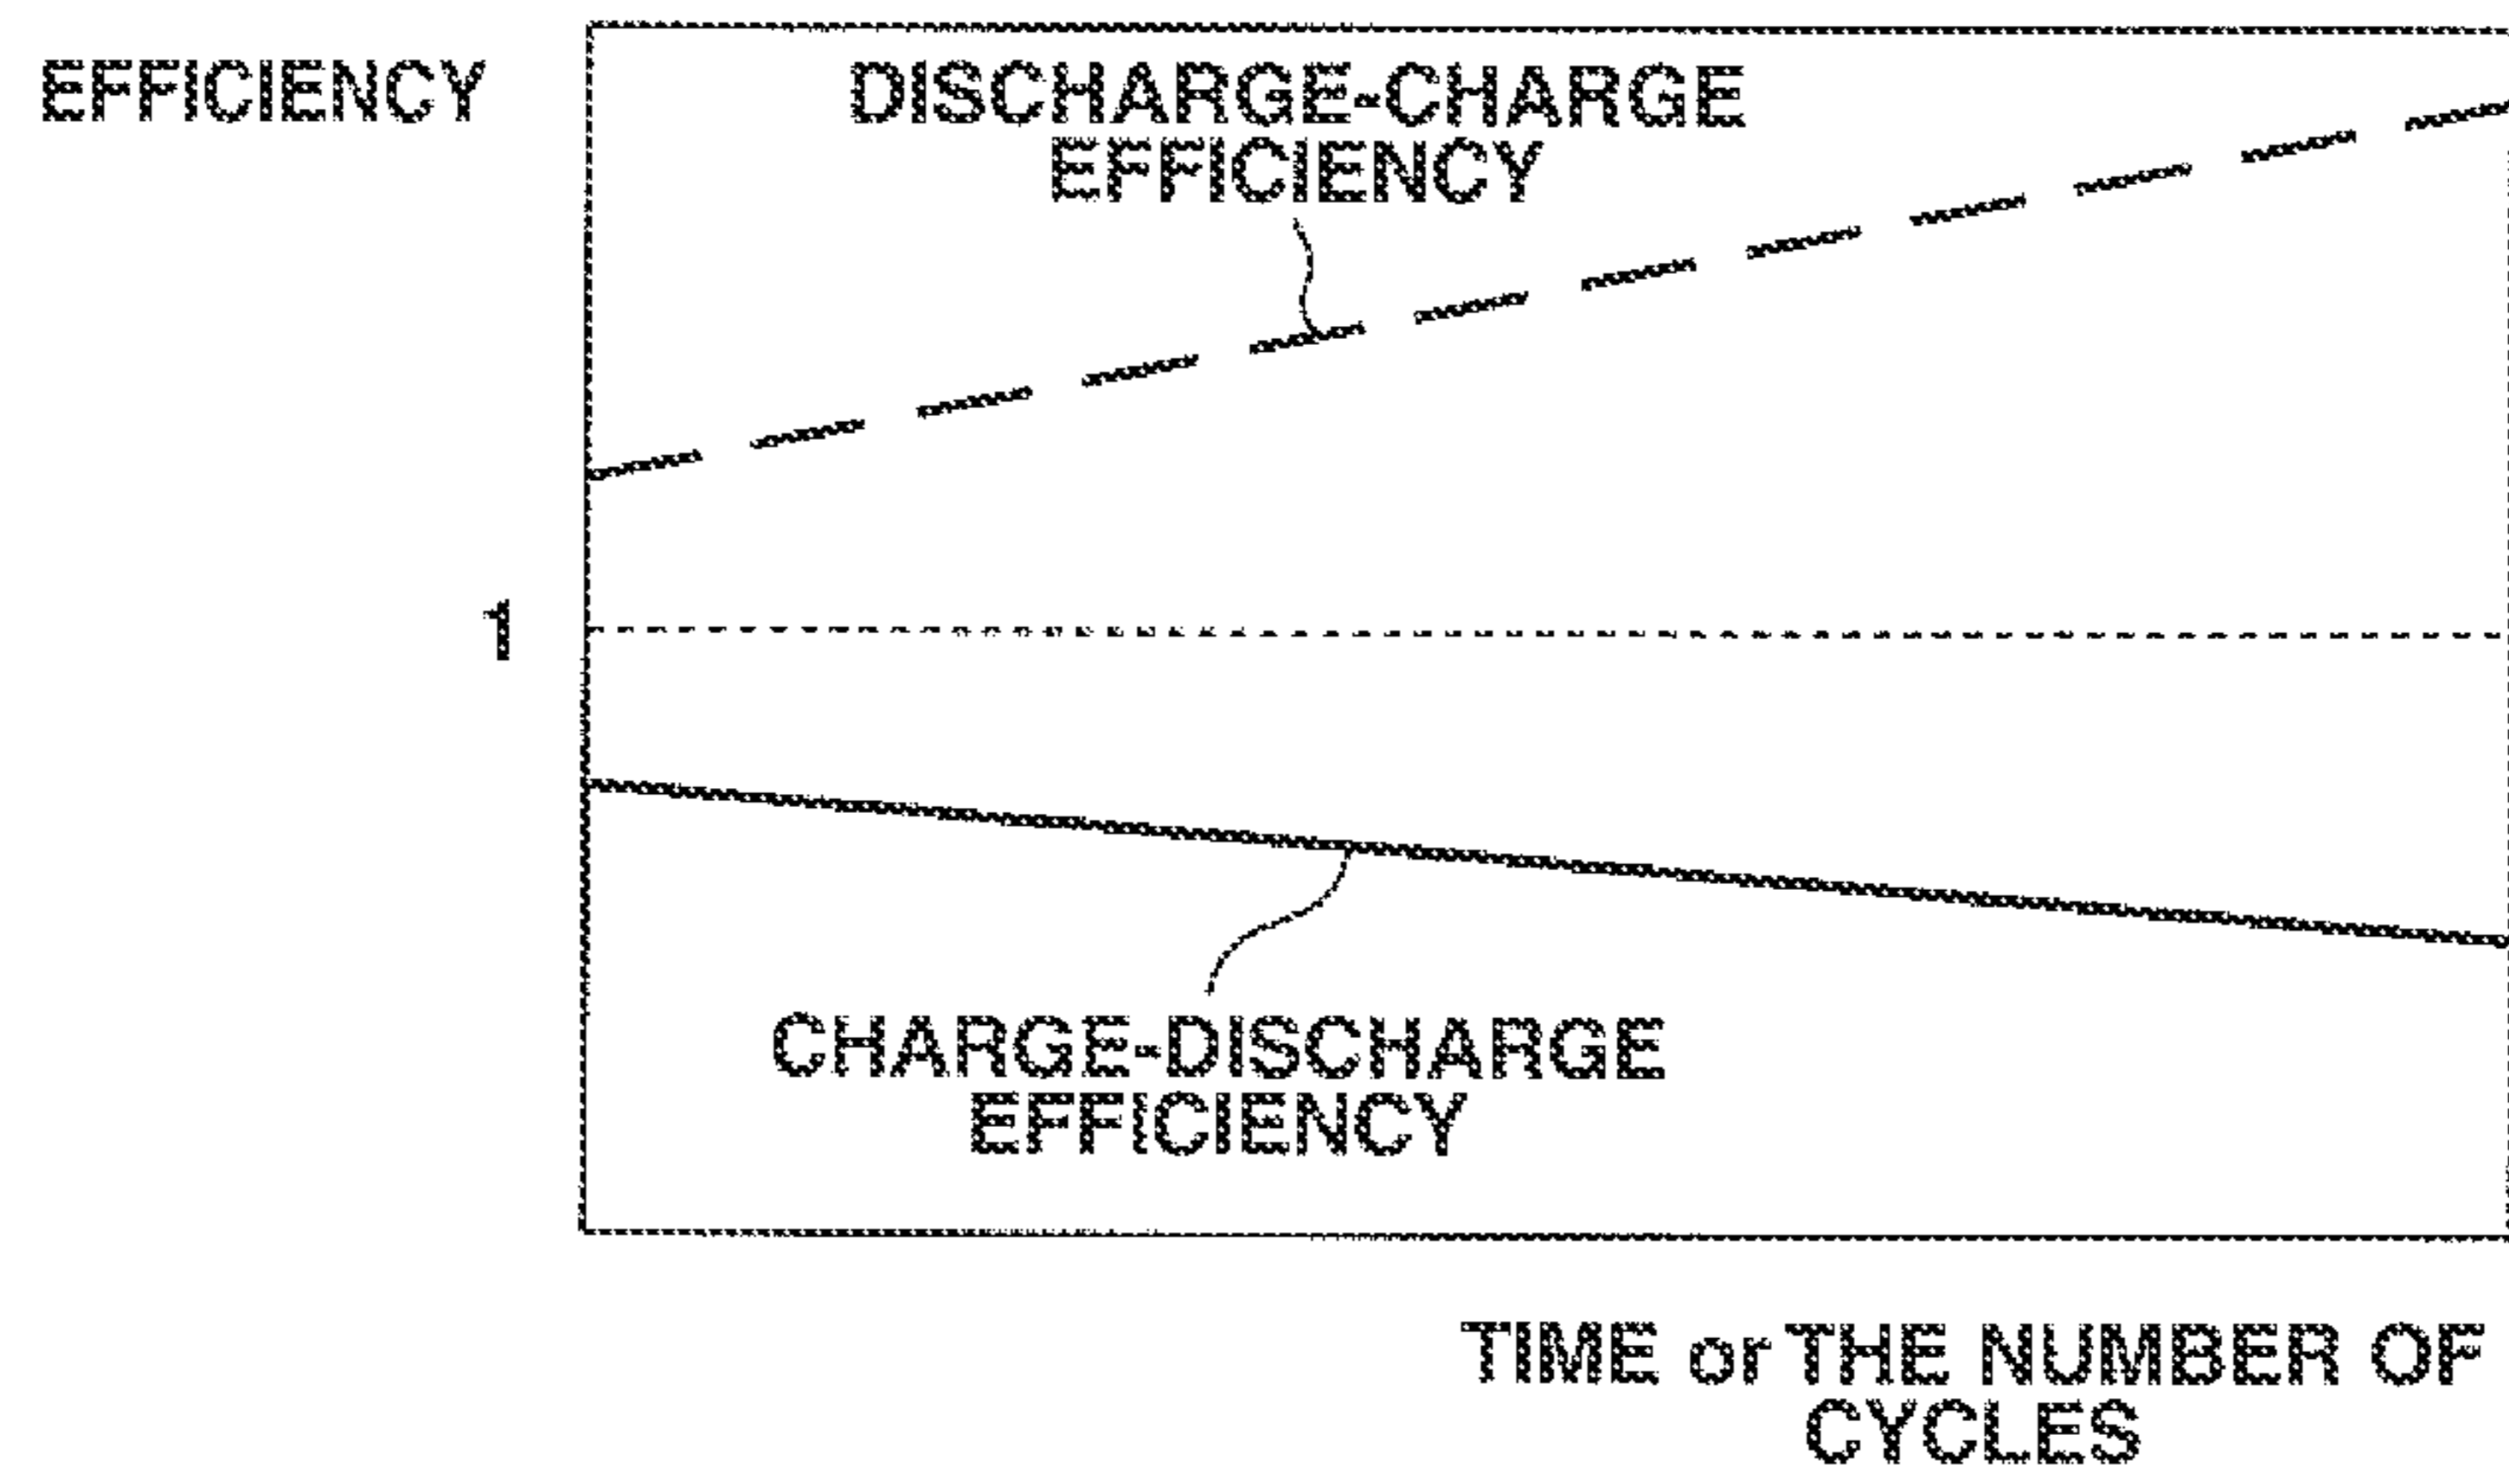 EFFICIENCY
DISCHARGE-CHARGE
EFFICIENCY
1
CHARGE-DISCHARGE
EFFICIENCY
TIME or THE NUMBER OF
CYCLES